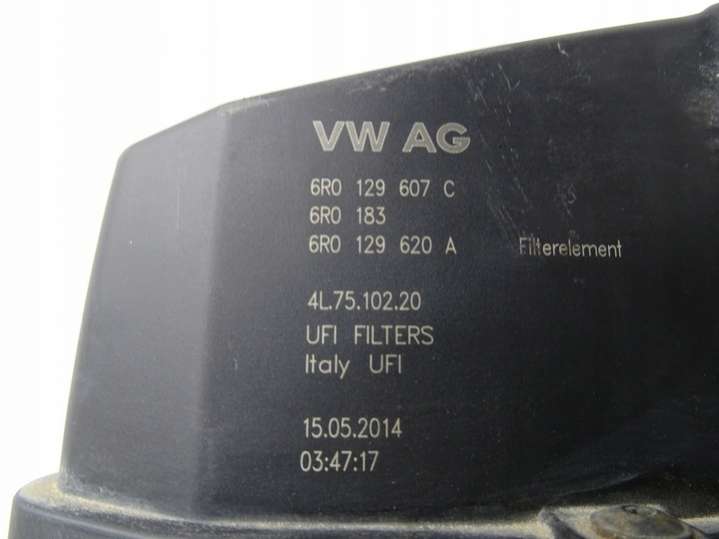 VW AG
6R0 129 607 C
6R0 183
6R0 129 620 A Filterelement
4L.75.102.20
UFI FILTERS
Italy UFI
15.05.2014
03:47:17